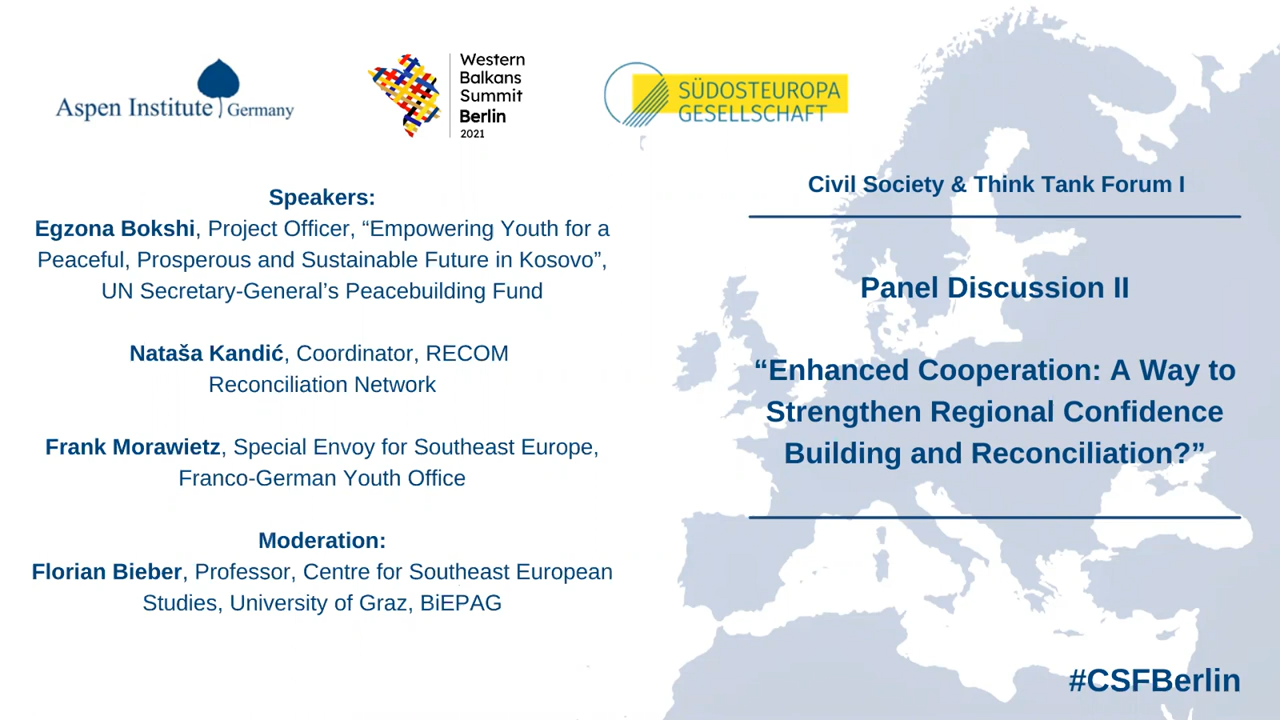 Aspen Institute Germany
Western
Balkans
Summit
Berlin
2021
SÜDOSTEUROPA
GESELLSCHAFT
Speakers:
Egzona Bokshi, Project Officer, “Empowering Youth for a
Peaceful, Prosperous and Sustainable Future in Kosovo”,
UN Secretary-General’s Peacebuilding Fund
Nataša Kandić, Coordinator, RECOM
Reconciliation Network
Frank Morawietz, Special Envoy for Southeast Europe,
Franco-German Youth Office
Moderation:
Florian Bieber, Professor, Centre for Southeast European
Studies, University of Graz, BiEPAG
Civil Society & Think Tank Forum I
Panel Discussion II
“Enhanced Cooperation: A Way to
Strengthen Regional Confidence
Building and Reconciliation?”
#CSFBerlin